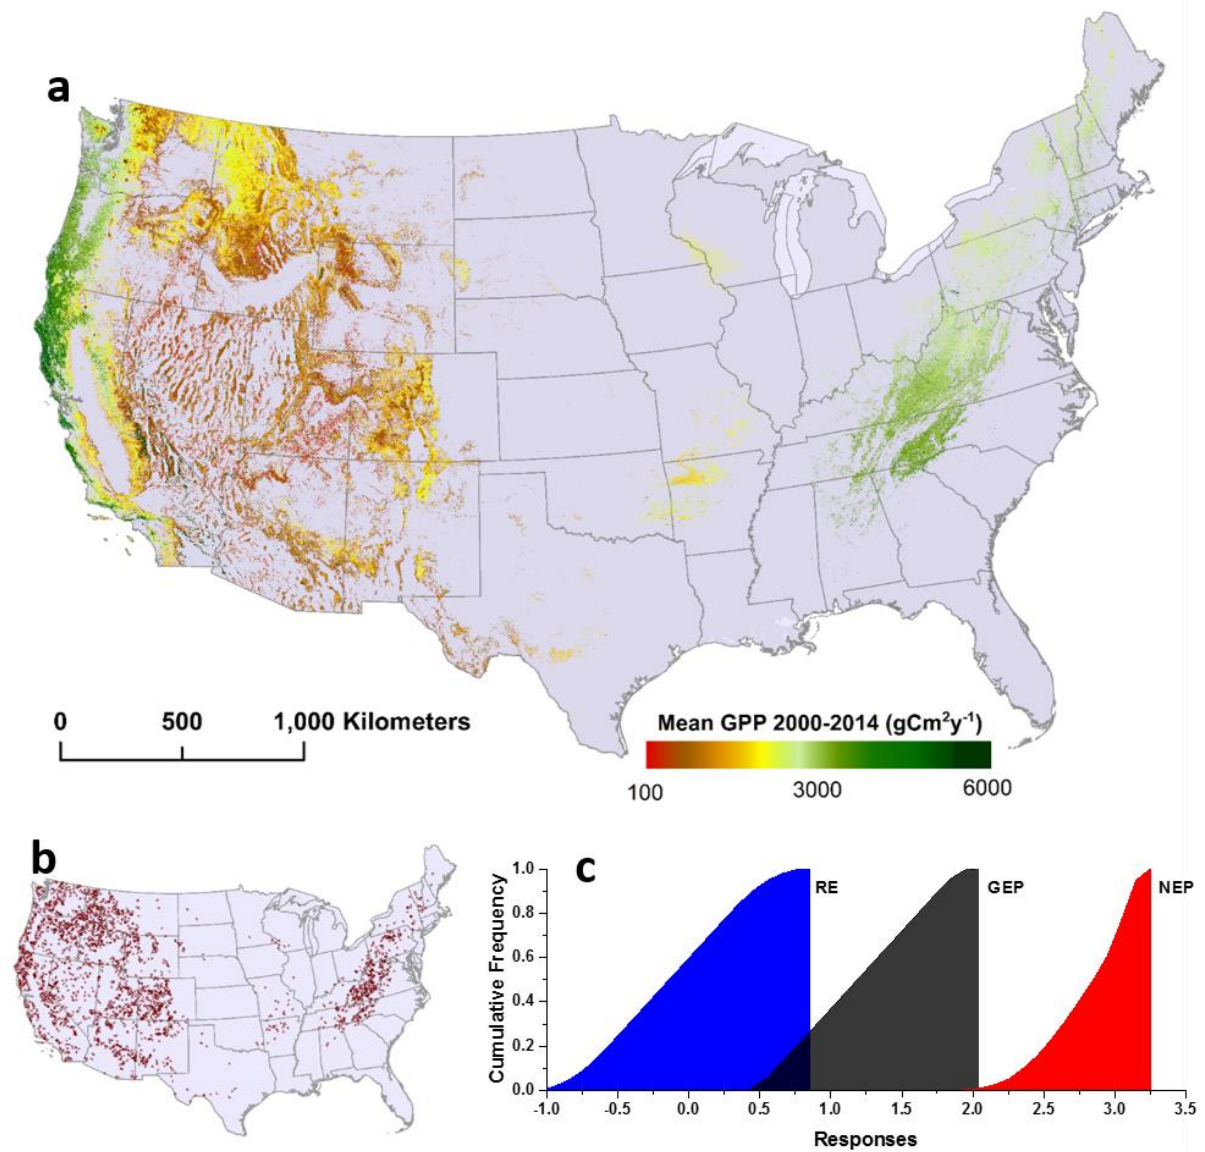 a
0 500 1,000 Kilometers
Mean GPP 2000-2014 (gCm²y⁻¹)
100 3000 6000
b
c
Cumulative Frequency
1.0
0.8
0.6
0.4
0.2
0.0
RE GEP NEP
-1.0 -0.5 0.0 0.5 1.0 1.5 2.0 2.5 3.0 3.5
Responses